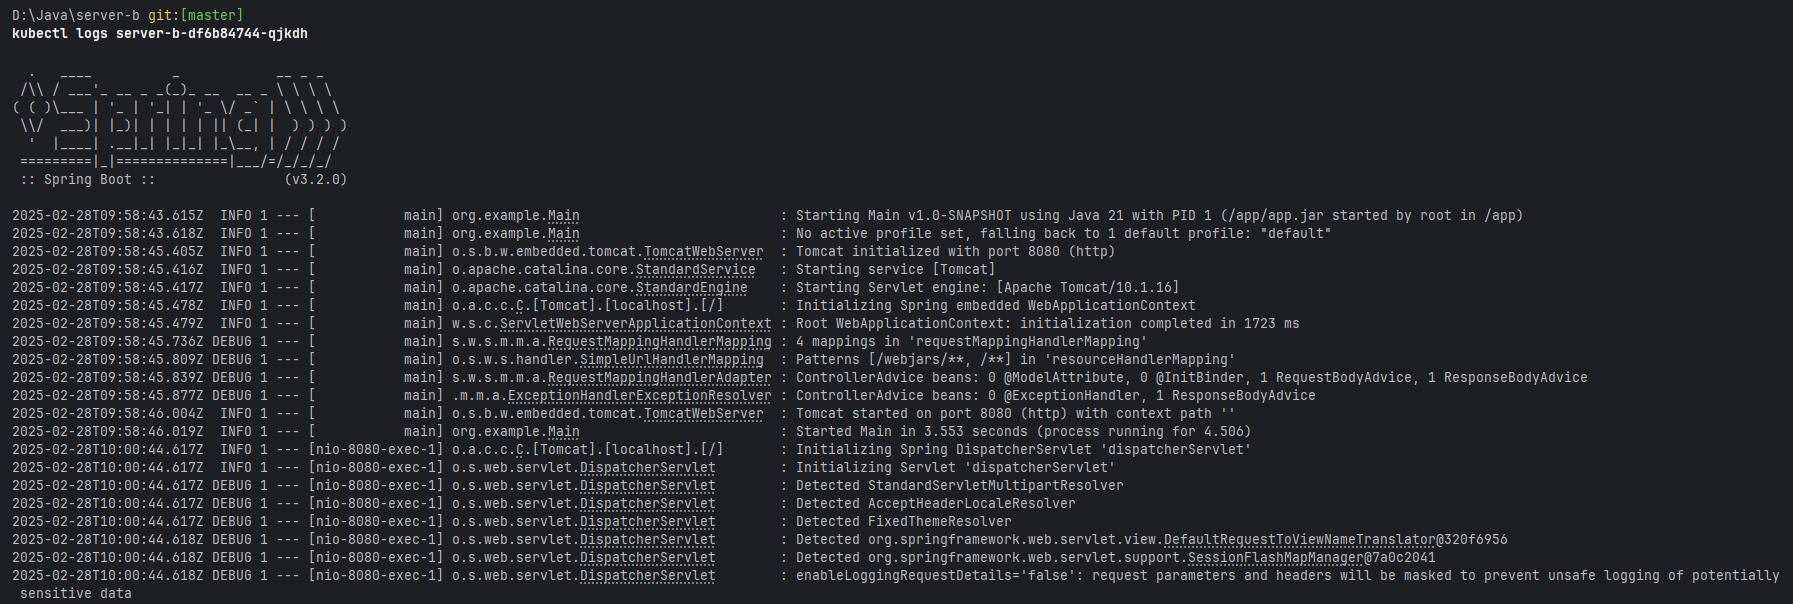 D:\Java\server-b git:[master]
kubectl logs server-b-df6b84744-qjkdh

  .   ____          _            __ _ _
 /\\ / ___'_ __ _ _(_)_ __  __ _ \ \ \ \
( ( )\___ | '_ | '_| | '_ \/ _` | \ \ \ \
 \\/  ___)| |_)| | | | | || (_| |  ) ) ) )
  '  |____| .__|_| |_|_| |_\__, | / / / /
 =========|_|==============|___/=/_/_/_/
 :: Spring Boot ::                (v3.2.0)

2025-02-28T09:58:43.615Z  INFO 1 --- [           main] org.example.Main                         : Starting Main v1.0-SNAPSHOT using Java 21 with PID 1 (/app/app.jar started by root in /app)
2025-02-28T09:58:43.618Z  INFO 1 --- [           main] org.example.Main                         : No active profile set, falling back to 1 default profile: "default"
2025-02-28T09:58:45.405Z  INFO 1 --- [           main] o.s.b.w.embedded.tomcat.TomcatWebServer  : Tomcat initialized with port 8080 (http)
2025-02-28T09:58:45.416Z  INFO 1 --- [           main] o.apache.catalina.core.StandardService   : Starting service [Tomcat]
2025-02-28T09:58:45.417Z  INFO 1 --- [           main] o.apache.catalina.core.StandardEngine    : Starting Servlet engine: [Apache Tomcat/10.1.16]
2025-02-28T09:58:45.478Z  INFO 1 --- [           main] o.a.c.c.C.[Tomcat].[localhost].[/]       : Initializing Spring embedded WebApplicationContext
2025-02-28T09:58:45.479Z  INFO 1 --- [           main] w.s.c.ServletWebServerApplicationContext : Root WebApplicationContext: initialization completed in 1723 ms
2025-02-28T09:58:45.736Z DEBUG 1 --- [           main] s.w.s.m.m.a.RequestMappingHandlerMapping : 4 mappings in 'requestMappingHandlerMapping'
2025-02-28T09:58:45.809Z DEBUG 1 --- [           main] o.s.w.s.handler.SimpleUrlHandlerMapping  : Patterns [/webjars/**, /**] in 'resourceHandlerMapping'
2025-02-28T09:58:45.839Z DEBUG 1 --- [           main] s.w.s.m.m.a.RequestMappingHandlerAdapter : ControllerAdvice beans: 0 @ModelAttribute, 0 @InitBinder, 1 RequestBodyAdvice, 1 ResponseBodyAdvice
2025-02-28T09:58:45.877Z DEBUG 1 --- [           main] .m.m.a.ExceptionHandlerExceptionResolver : ControllerAdvice beans: 0 @ExceptionHandler, 1 ResponseBodyAdvice
2025-02-28T09:58:46.004Z  INFO 1 --- [           main] o.s.b.w.embedded.tomcat.TomcatWebServer  : Tomcat started on port 8080 (http) with context path ''
2025-02-28T09:58:46.019Z  INFO 1 --- [           main] org.example.Main                         : Started Main in 3.553 seconds (process running for 4.506)
2025-02-28T10:00:44.617Z  INFO 1 --- [nio-8080-exec-1] o.a.c.c.C.[Tomcat].[localhost].[/]       : Initializing Spring DispatcherServlet 'dispatcherServlet'
2025-02-28T10:00:44.617Z  INFO 1 --- [nio-8080-exec-1] o.s.web.servlet.DispatcherServlet        : Initializing Servlet 'dispatcherServlet'
2025-02-28T10:00:44.617Z DEBUG 1 --- [nio-8080-exec-1] o.s.web.servlet.DispatcherServlet        : Detected StandardServletMultipartResolver
2025-02-28T10:00:44.617Z DEBUG 1 --- [nio-8080-exec-1] o.s.web.servlet.DispatcherServlet        : Detected AcceptHeaderLocaleResolver
2025-02-28T10:00:44.617Z DEBUG 1 --- [nio-8080-exec-1] o.s.web.servlet.DispatcherServlet        : Detected FixedThemeResolver
2025-02-28T10:00:44.618Z DEBUG 1 --- [nio-8080-exec-1] o.s.web.servlet.DispatcherServlet        : Detected org.springframework.web.servlet.view.DefaultRequestToViewNameTranslator@320f6956
2025-02-28T10:00:44.618Z DEBUG 1 --- [nio-8080-exec-1] o.s.web.servlet.DispatcherServlet        : Detected org.springframework.web.servlet.support.SessionFlashMapManager@7a0c2041
2025-02-28T10:00:44.618Z DEBUG 1 --- [nio-8080-exec-1] o.s.web.servlet.DispatcherServlet        : enableLoggingRequestDetails='false': request parameters and headers will be masked to prevent unsafe logging of potentially
 sensitive data